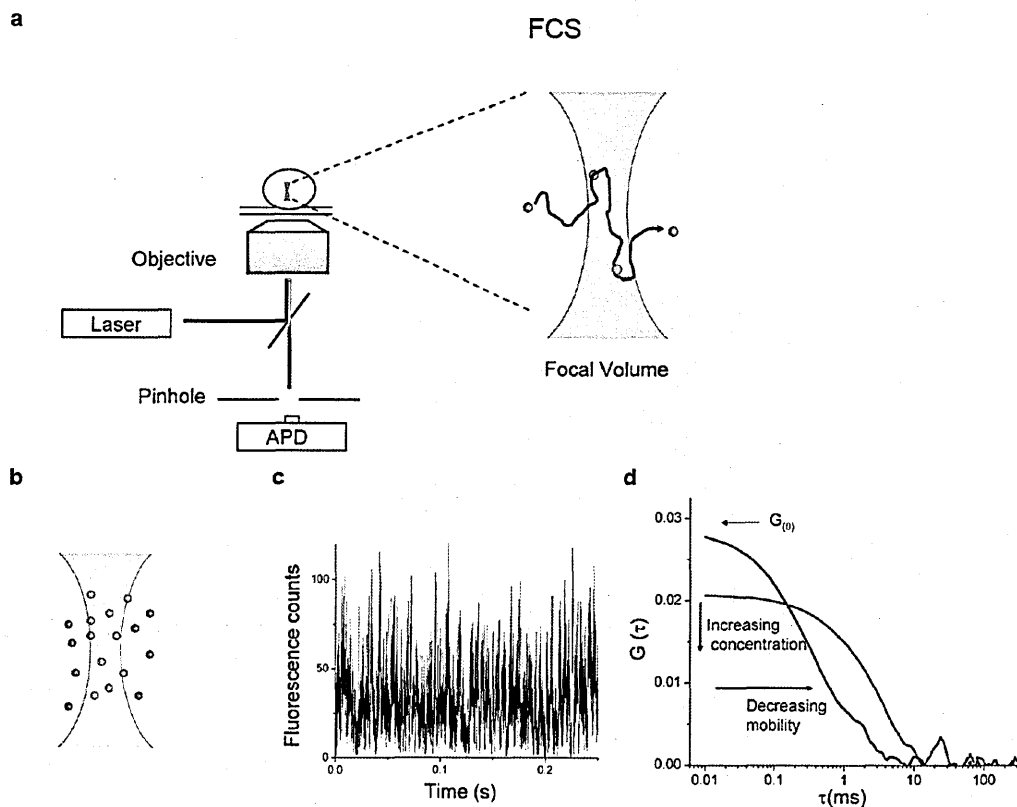 a
FCS
Objective
Laser
Pinhole
APD
Focal Volume
b
c
Fluorescence counts
100
50
0
0.0
0.1
0.2
Time (s)
d
0.03
0.02
0.01
0.00
G (τ)
G(0)
Increasing
concentration
Decreasing
mobility
0.01
0.1
1
10
100
τ(ms)